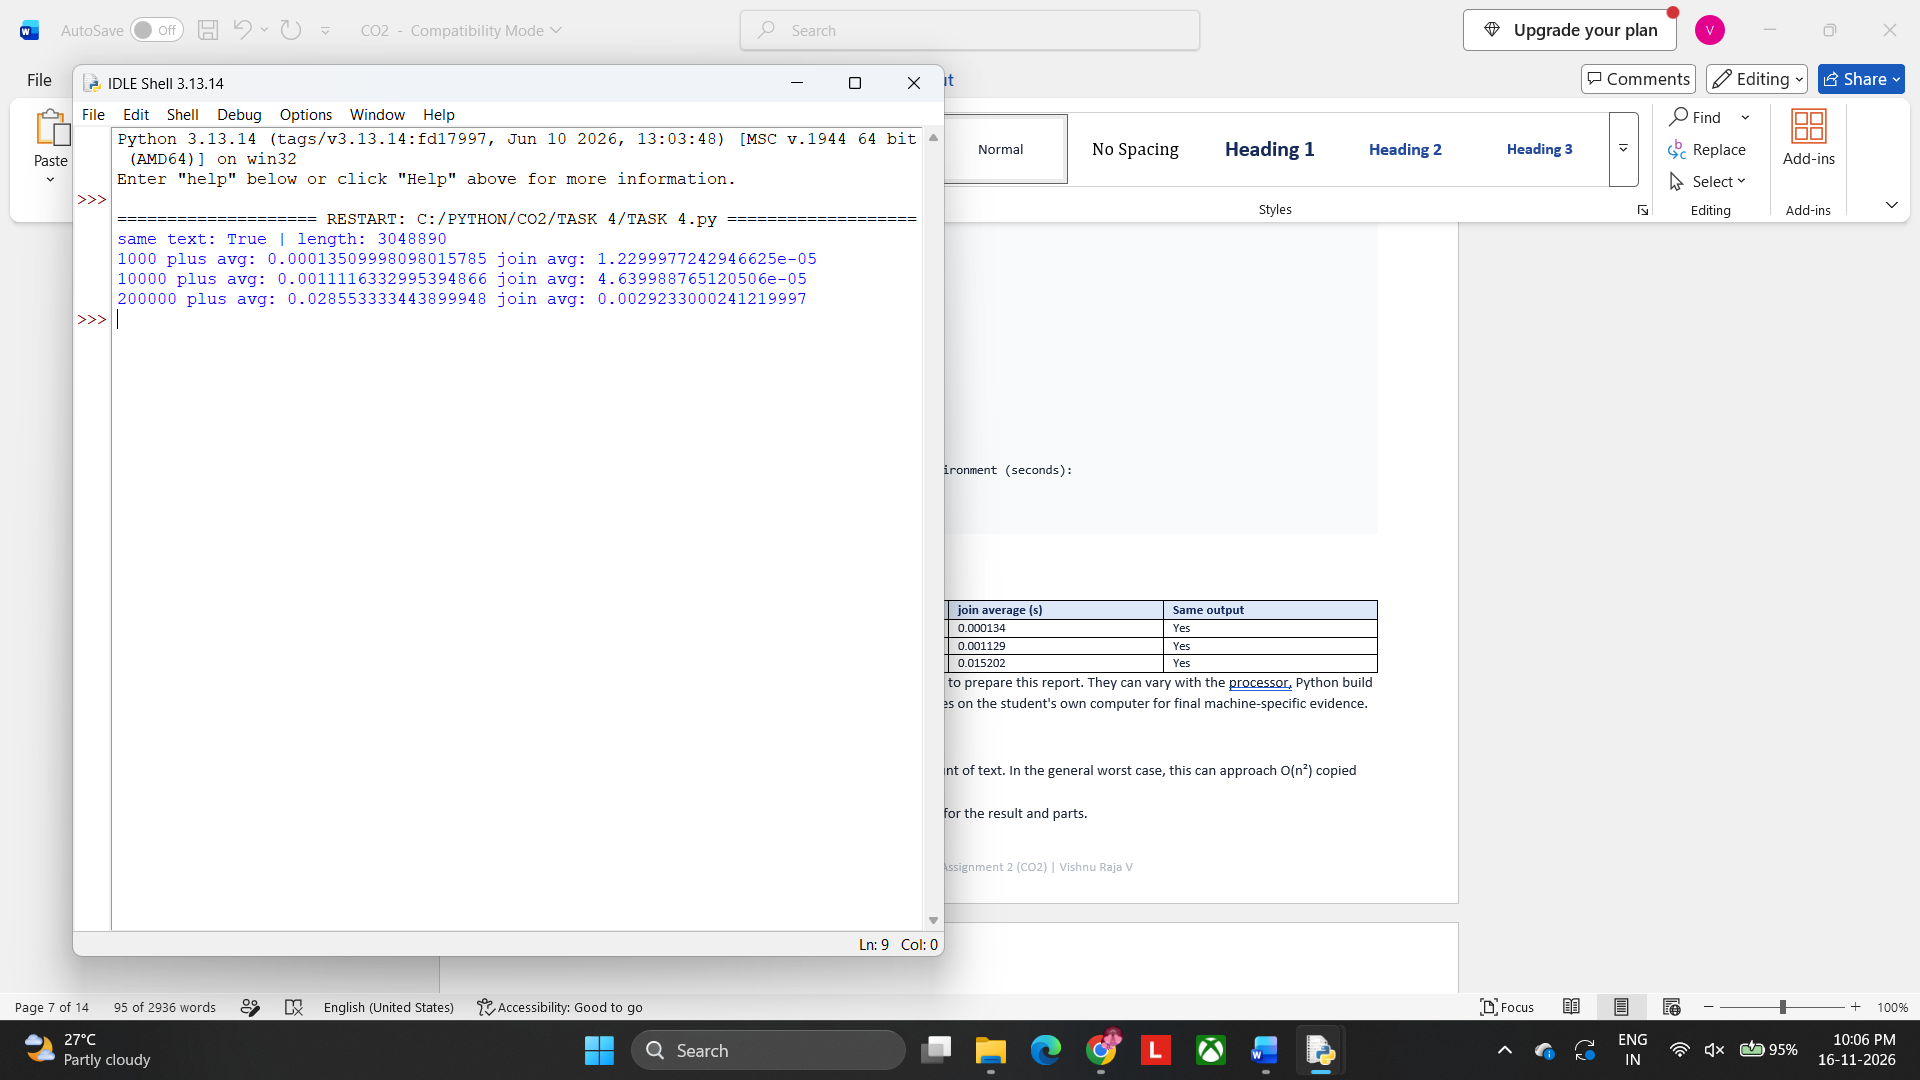 AutoSave Off CO2 - Compatibility Mode Search Upgrade your plan V
File Comments Editing Share
IDLE Shell 3.13.14
File Edit Shell Debug Options Window Help
Paste
Python 3.13.14 (tags/v3.13.14:fd17997, Jun 10 2026, 13:03:48) [MSC v.1944 64 bit
(AMD64)] on win32
Enter "help" below or click "Help" above for more information.
>>>
==================== RESTART: C:/PYTHON/CO2/TASK 4/TASK 4.py ===================
same text: True | length: 3048890
1000 plus avg: 0.00013509998098015785 join avg: 1.2299977242946625e-05
10000 plus avg: 0.0011116332995394866 join avg: 4.639988765120506e-05
200000 plus avg: 0.028553333443899948 join avg: 0.0029233000241219997
>>>
Ln: 9 Col: 0
Normal No Spacing Heading 1 Heading 2 Heading 3
Styles
Find
Replace
Select
Editing
Add-ins
Add-ins
ironment (seconds):
join average (s) Same output
0.000134 Yes
0.001129 Yes
0.015202 Yes
to prepare this report. They can vary with the processor, Python build
es on the student's own computer for final machine-specific evidence.
nt of text. In the general worst case, this can approach O(n²) copied
for the result and parts.
Assignment 2 (CO2) | Vishnu Raja V
Page 7 of 14 95 of 2936 words English (United States) Accessibility: Good to go Focus 100%
27°C
Partly cloudy
Search
L
ENG
IN
95%
10:06 PM
16-11-2026